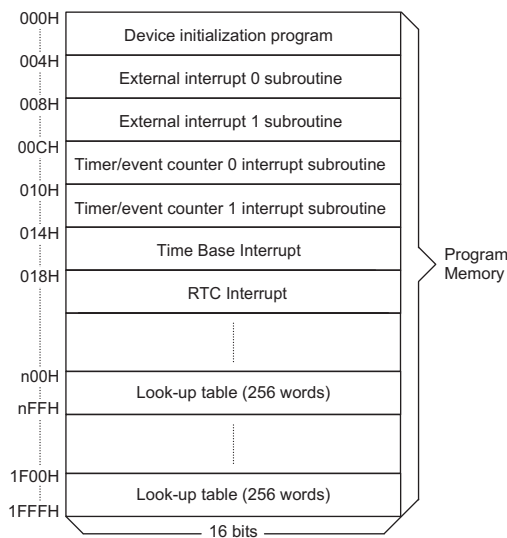 000H
Device initialization program
004H
External interrupt 0 subroutine
008H
External interrupt 1 subroutine
00CH
Timer/event counter 0 interrupt subroutine
010H
Timer/event counter 1 interrupt subroutine
014H
Time Base Interrupt
018H
RTC Interrupt
Program
Memory
n00H
Look-up table (256 words)
nFFH
1F00H
Look-up table (256 words)
1FFFH
16 bits